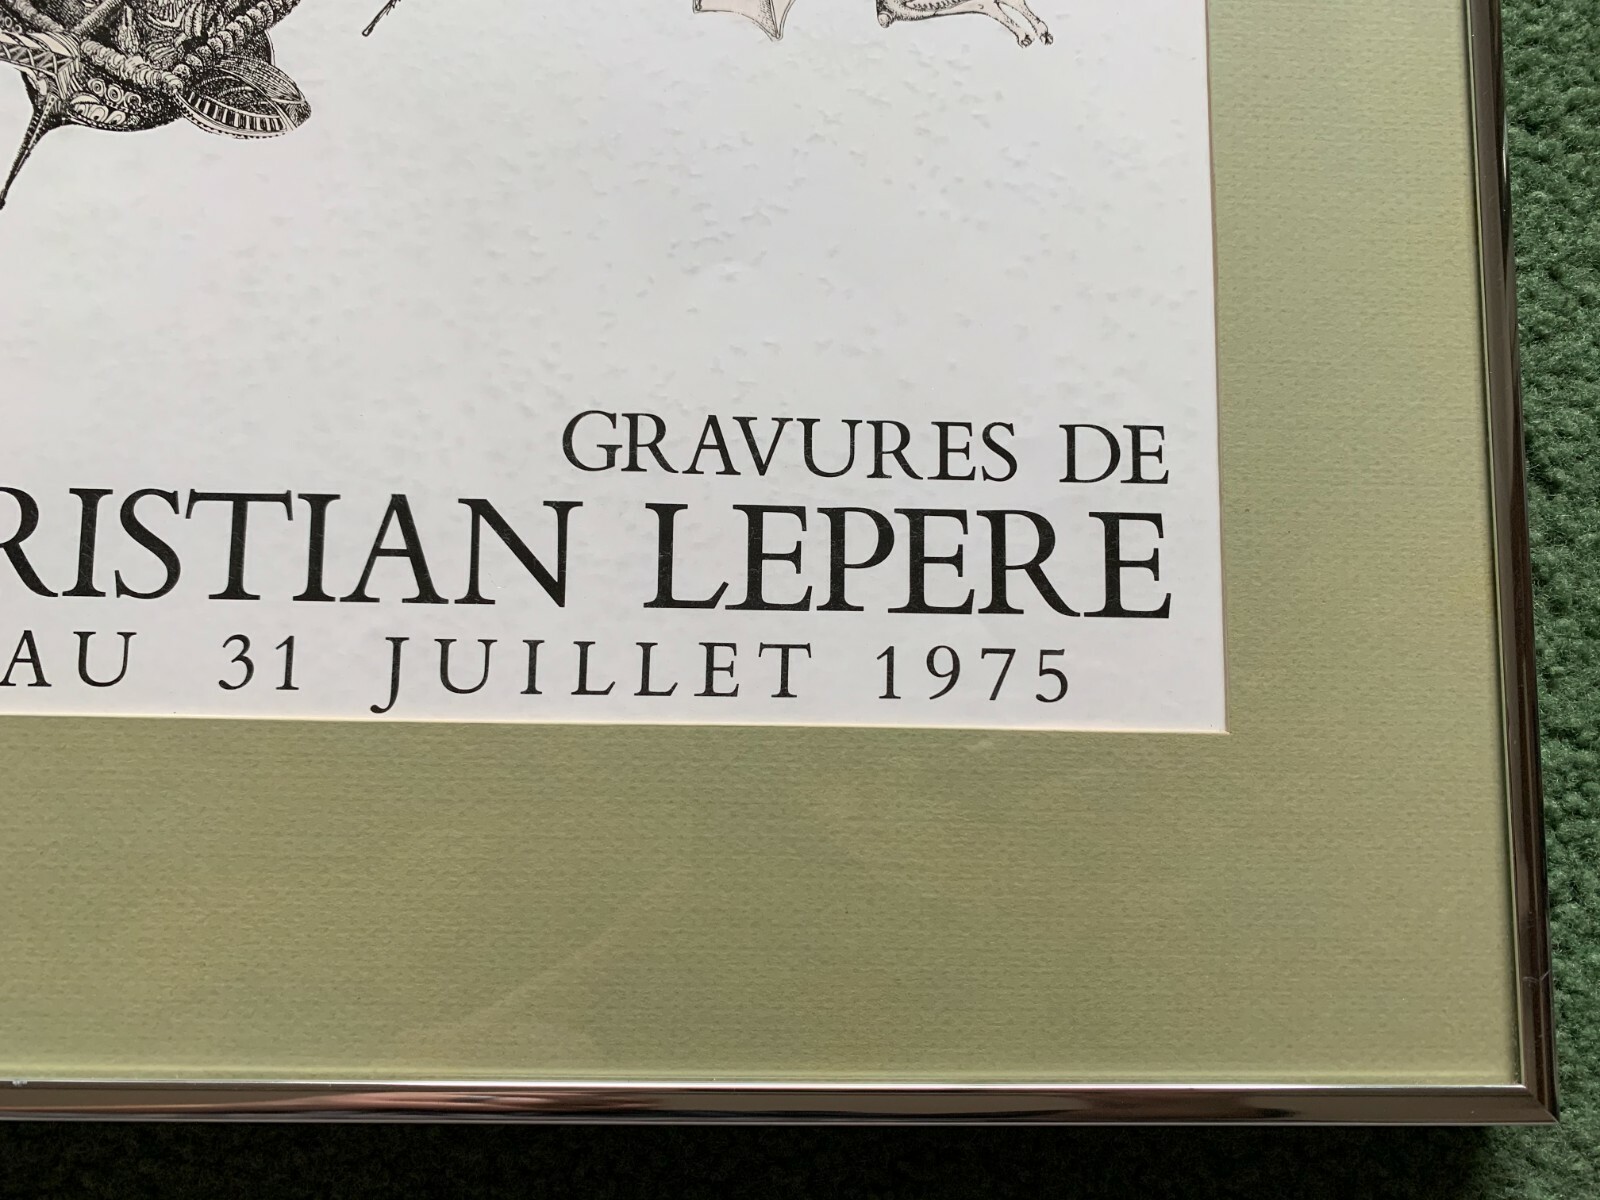 GRAVURES DE
RISTIAN LEPERE
AU 31 JUILLET 1975